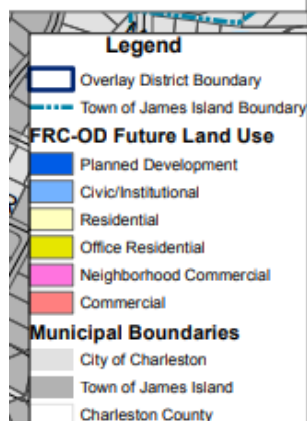 Legend
Overlay District Boundary
Town of James Island Boundary
FRC-OD Future Land Use
Planned Development
Civic/Institutional
Residential
Office Residential
Neighborhood Commercial
Commercial
Municipal Boundaries
City of Charleston
Town of James Island
Charleston County